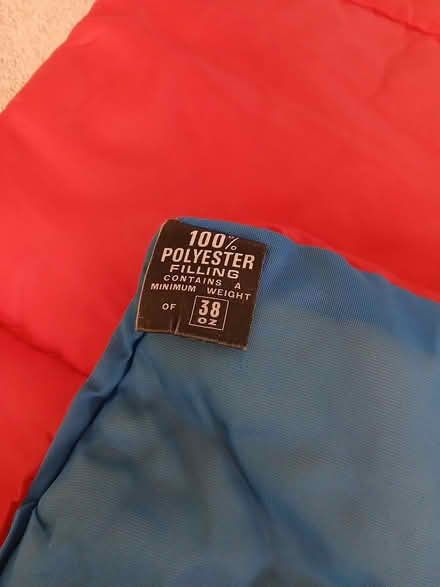 100%
POLYESTER
FILLING
CONTAINS A
MINIMUM WEIGHT
OF 38
OZ